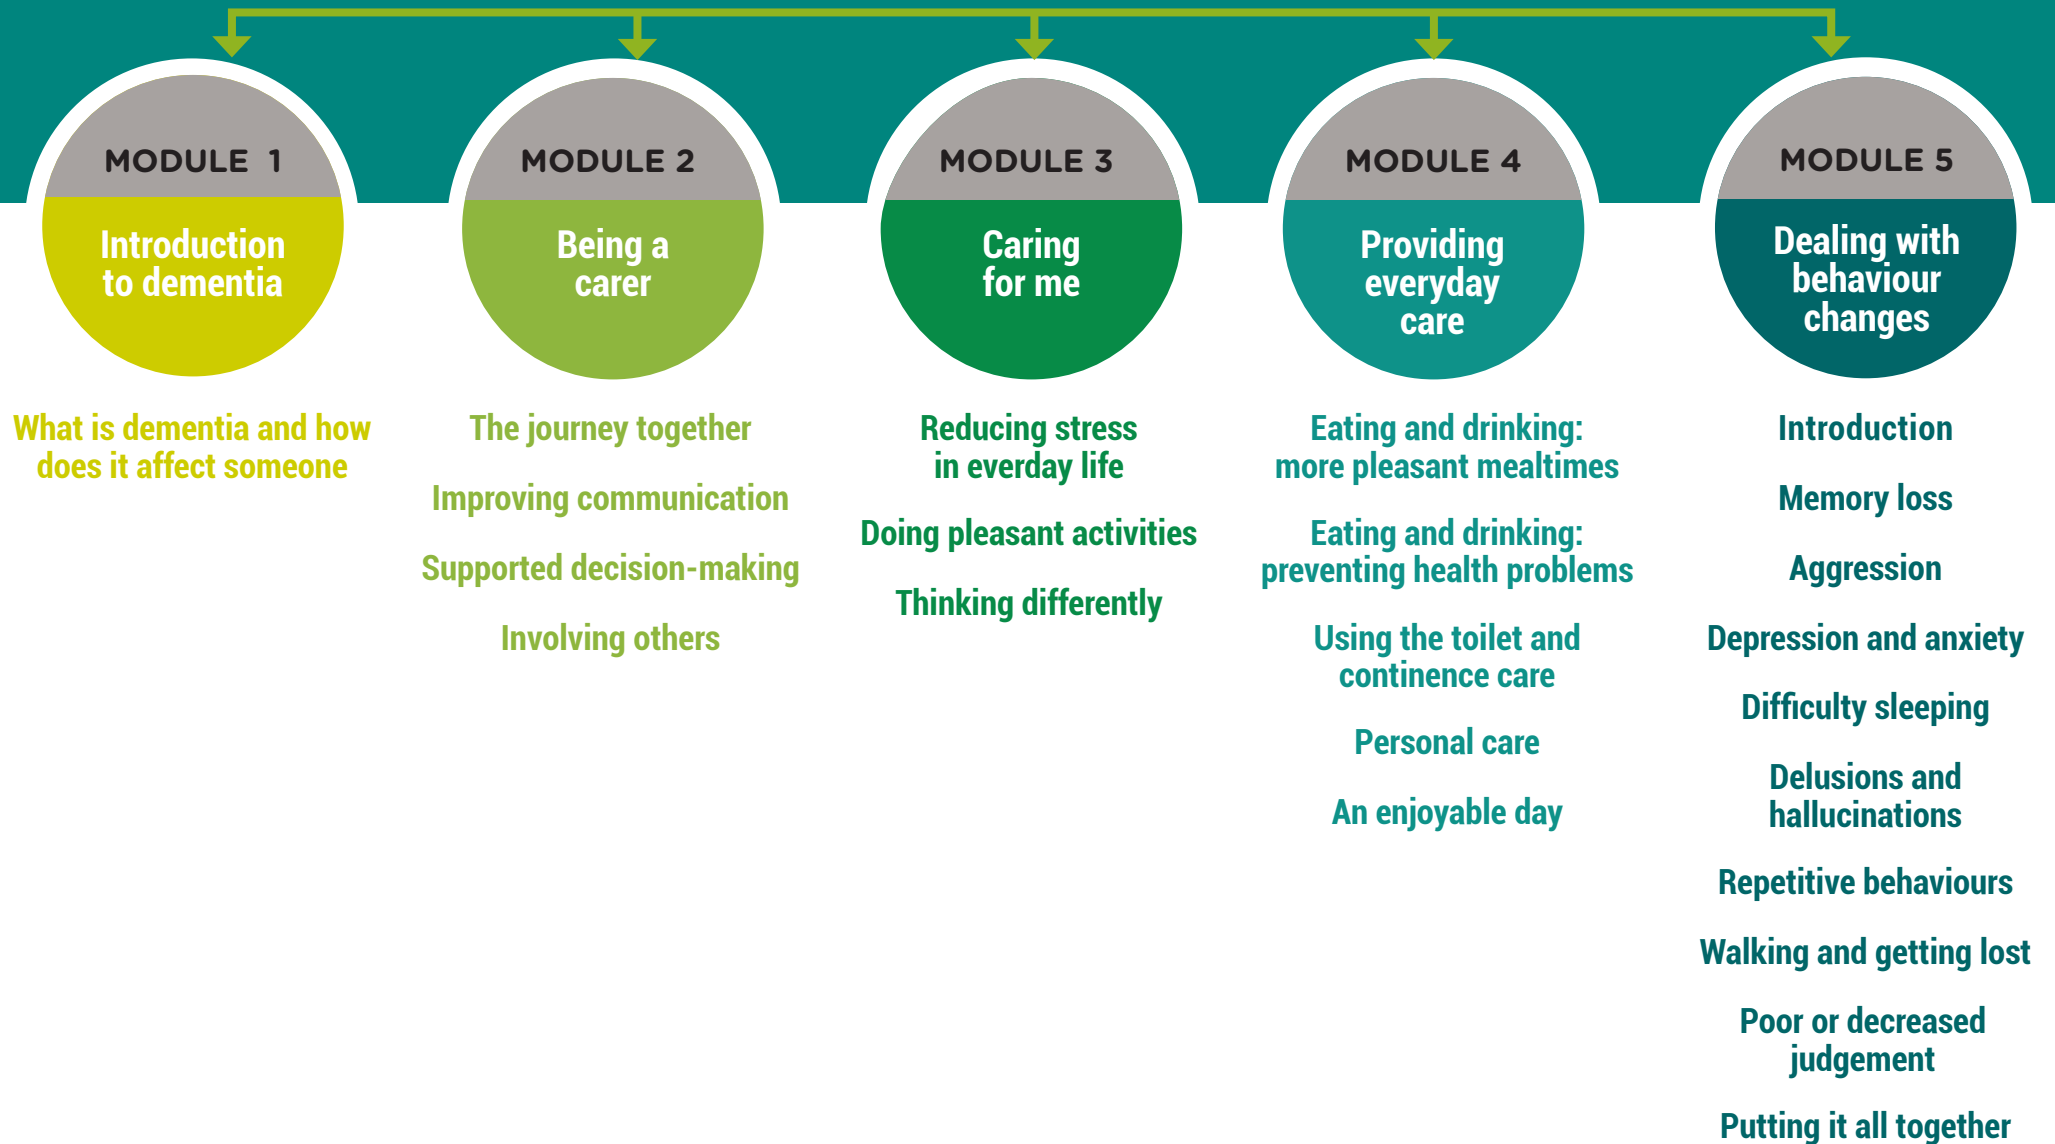 MODULE 1
Introduction
to dementia
What is dementia and how
does it affect someone
MODULE 2
Being a
carer
The journey together
Improving communication
Supported decision-making
Involving others
MODULE 3
Caring
for me
Reducing stress
in everday life
Doing pleasant activities
Thinking differently
MODULE 4
Providing
everyday
care
Eating and drinking:
more pleasant mealtimes
Eating and drinking:
preventing health problems
Using the toilet and
continence care
Personal care
An enjoyable day
MODULE 5
Dealing with
behaviour
changes
Introduction
Memory loss
Aggression
Depression and anxiety
Difficulty sleeping
Delusions and
hallucinations
Repetitive behaviours
Walking and getting lost
Poor or decreased
judgement
Putting it all together